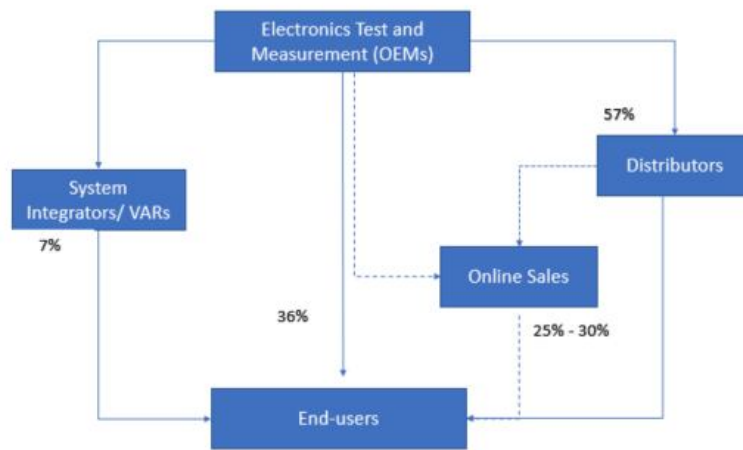 Electronics Test and
Measurement (OEMs)
57%
Distributors
System
Integrators/ VARs
7%
Online Sales
36%
25% - 30%
End-users